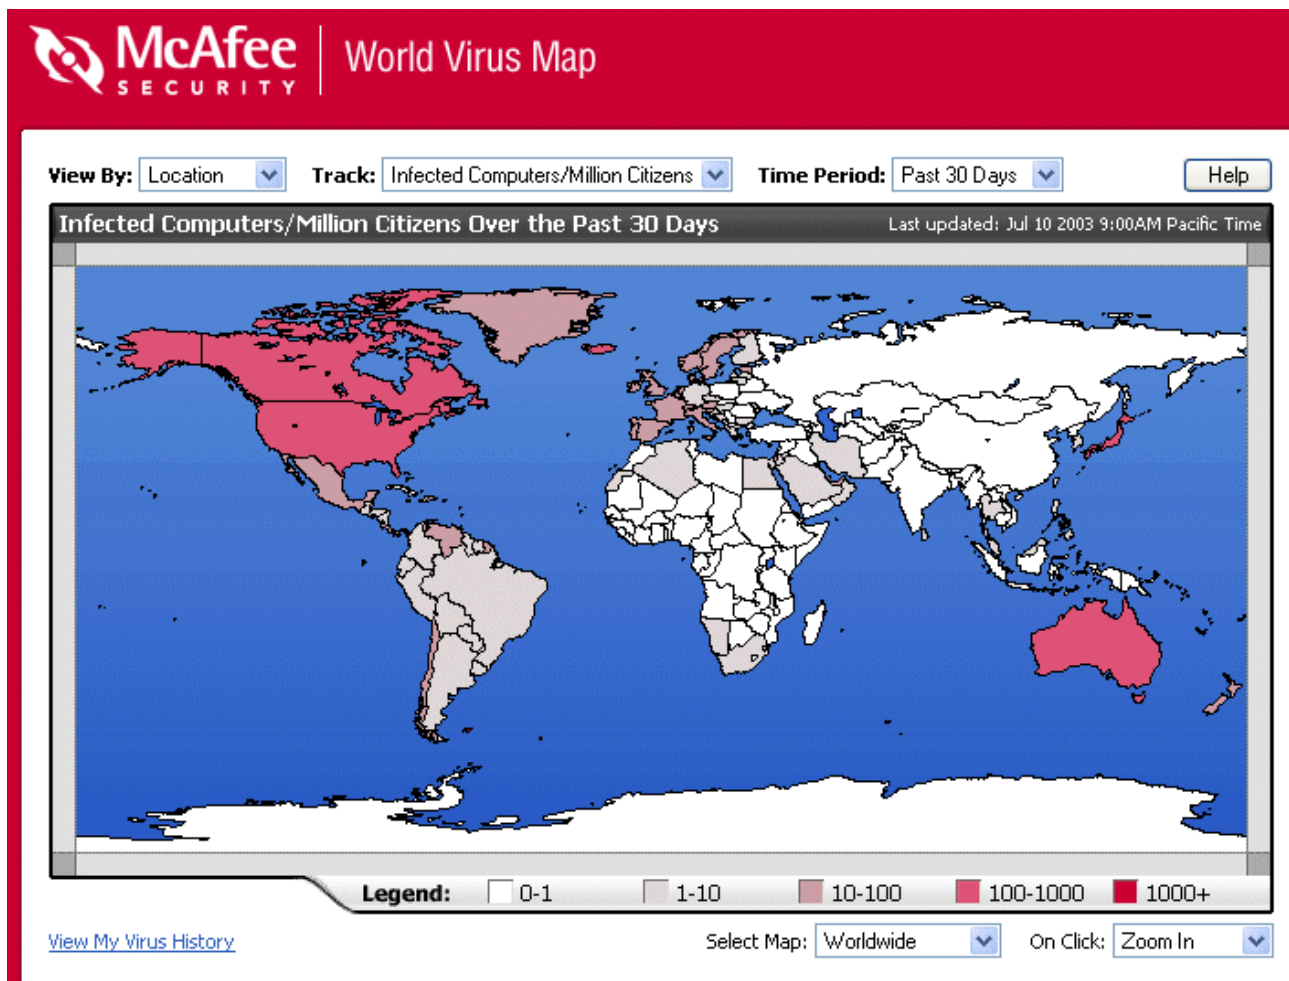 McAfee
SECURITY
World Virus Map
View By: Location Track: Infected Computers/Million Citizens Time Period: Past 30 Days Help
Infected Computers/Million Citizens Over the Past 30 Days Last updated: Jul 10 2003 9:00AM Pacific Time
Legend: 0-1 1-10 10-100 100-1000 1000+
View My Virus History Select Map: Worldwide On Click: Zoom In